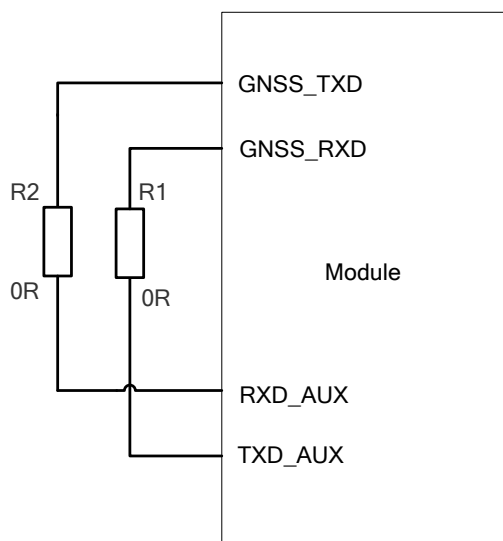 GNSS_TXD
GNSS_RXD
R2
R1
0R
0R
Module
RXD_AUX
TXD_AUX